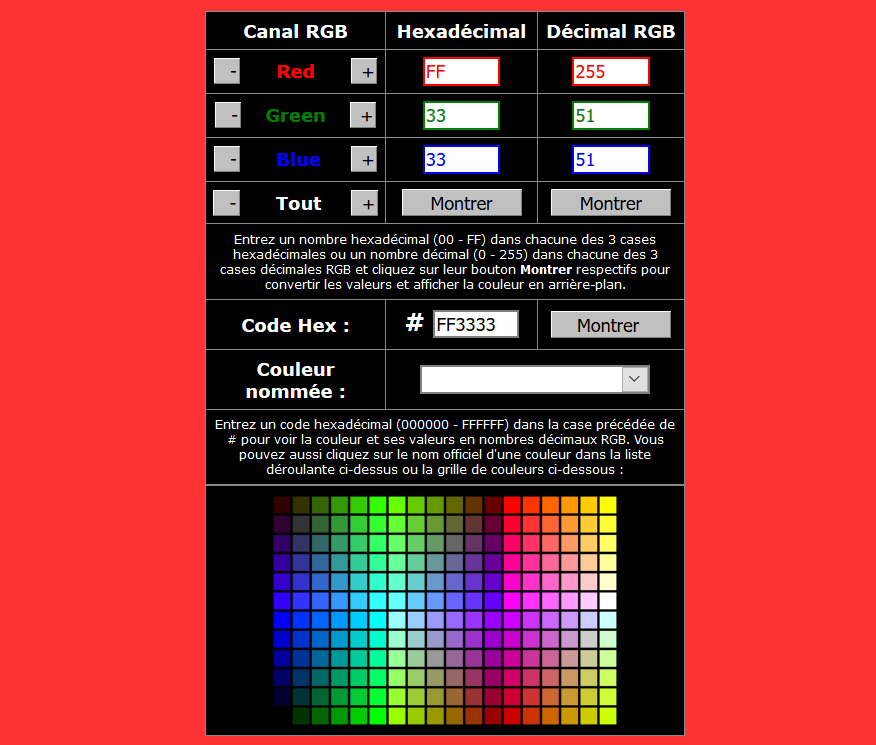 Canal RGB Hexadécimal Décimal RGB
- Red + FF 255
- Green + 33 51
- Blue + 33 51
- Tout + Montrer Montrer
Entrez un nombre hexadécimal (00 - FF) dans chacune des 3 cases
hexadécimales ou un nombre décimal (0 - 255) dans chacune des 3
cases décimales RGB et cliquez sur leur bouton Montrer respectifs pour
convertir les valeurs et afficher la couleur en arrière-plan.
Code Hex : # FF3333 Montrer
Couleur
nommée :
Entrez un code hexadécimal (000000 - FFFFFF) dans la case précédée de
# pour voir la couleur et ses valeurs en nombres décimaux RGB. Vous
pouvez aussi cliquez sur le nom officiel d'une couleur dans la liste
déroulante ci-dessus ou la grille de couleurs ci-dessous :